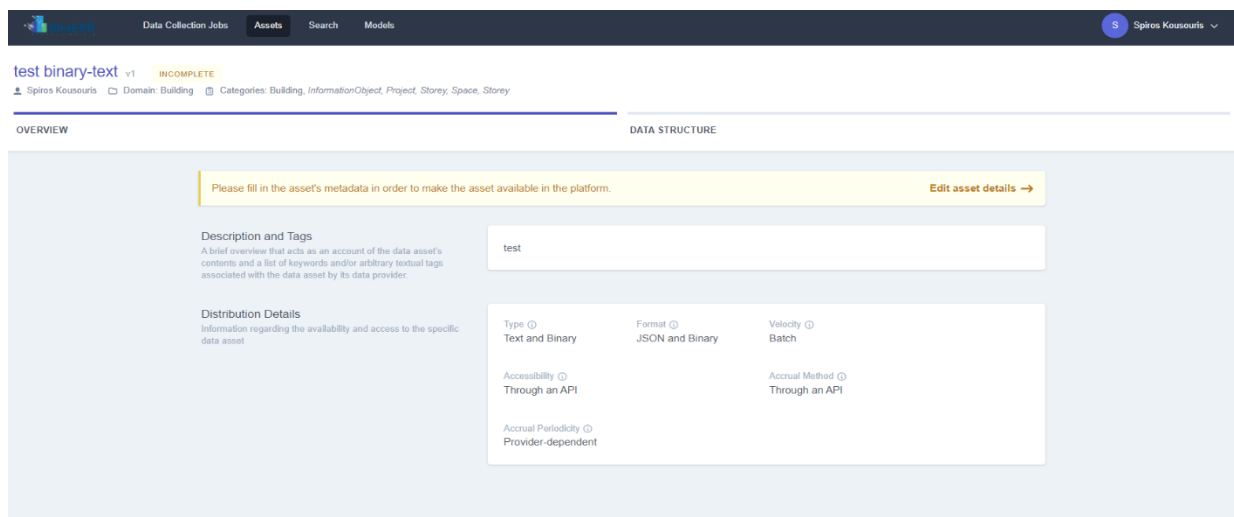 Data Collection Jobs Assets Search Models S Spiros Kousouris
test binary-text v1 INCOMPLETE
Spiros Kousouris Domain: Building Categories: Building, InformationObject, Project, Storey, Space, Storey
OVERVIEW DATA STRUCTURE
Please fill in the asset's metadata in order to make the asset available in the platform. Edit asset details →
Description and Tags
A brief overview that acts as an account of the data asset's
contents and a list of keywords and/or arbitrary textual tags
associated with the data asset by its data provider.
test
Distribution Details
Information regarding the availability and access to the specific
data asset
Type Format Velocity
Text and Binary JSON and Binary Batch
Accessibility Accrual Method
Through an API Through an API
Accrual Periodicity
Provider-dependent